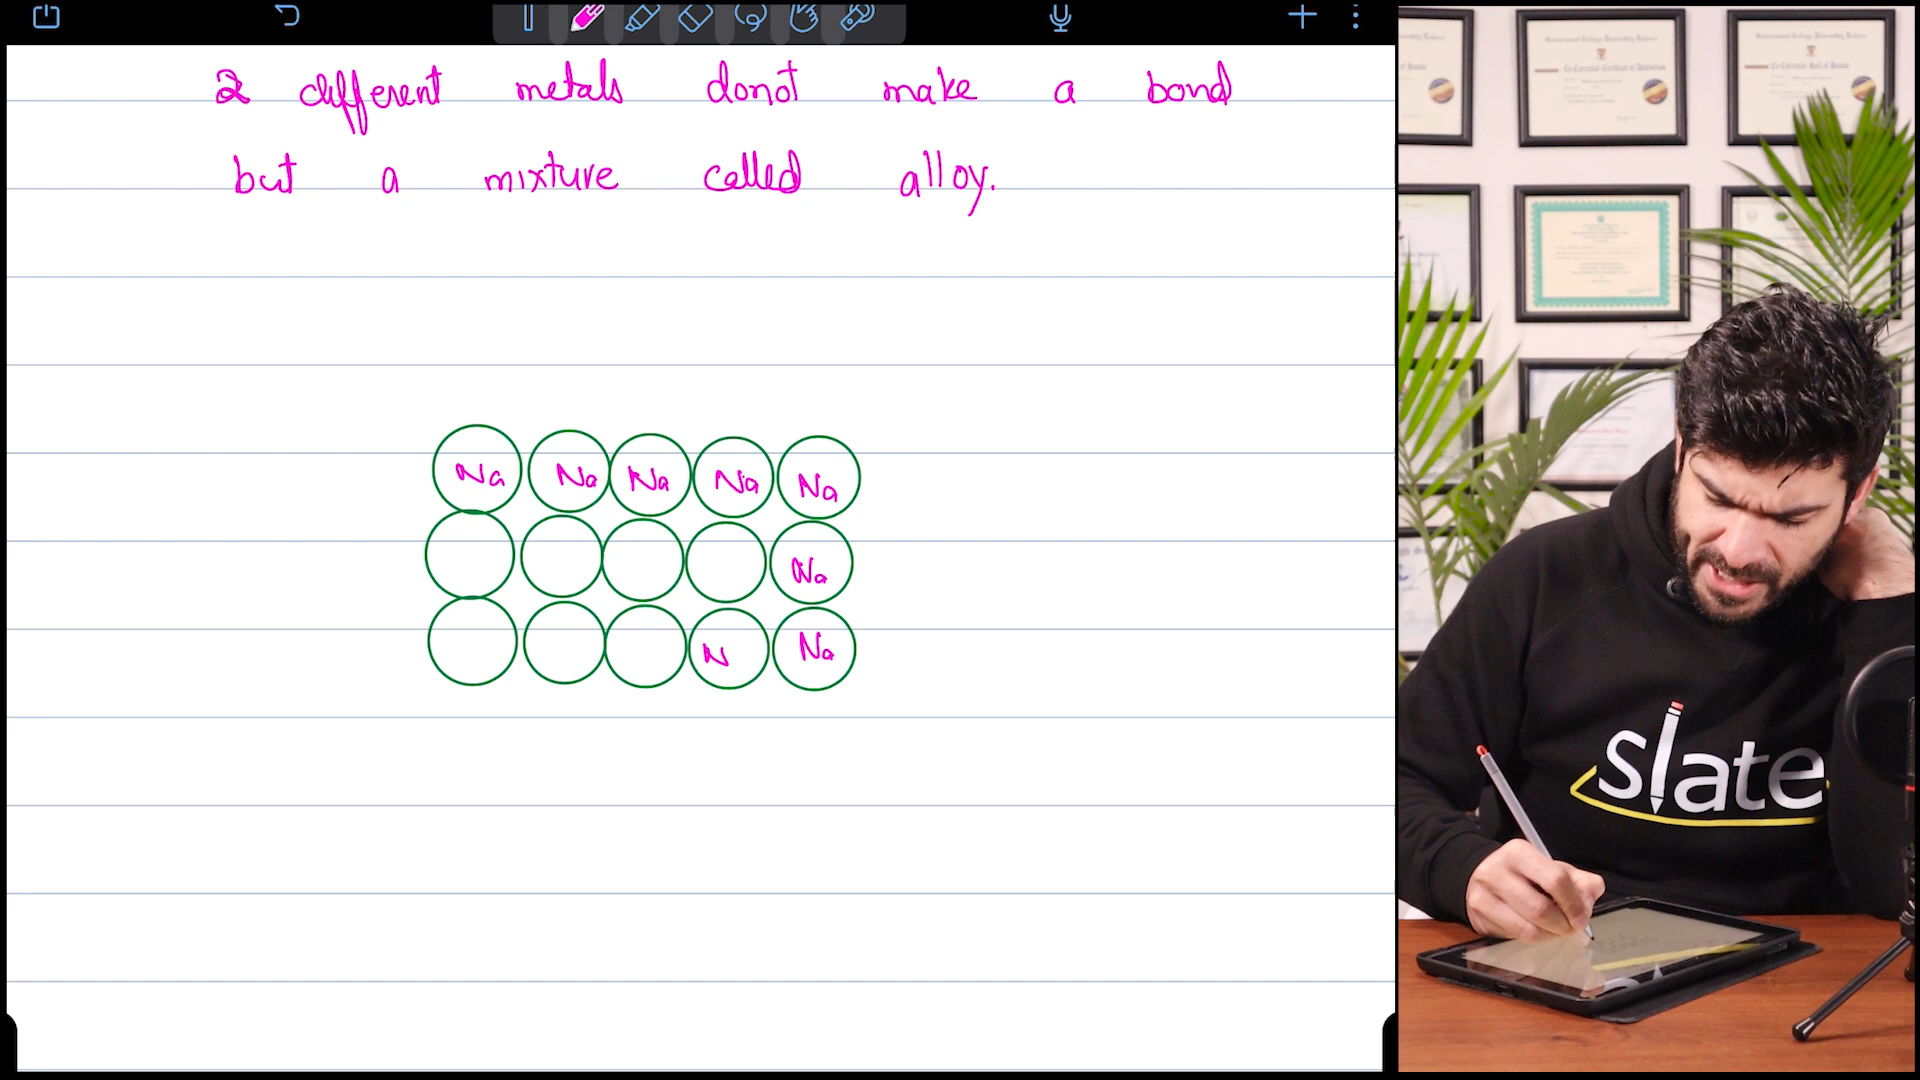 2 different metals donot make a bond
but a mixture called alloy.
Na Na Na Na Na
Na
N Na
slate